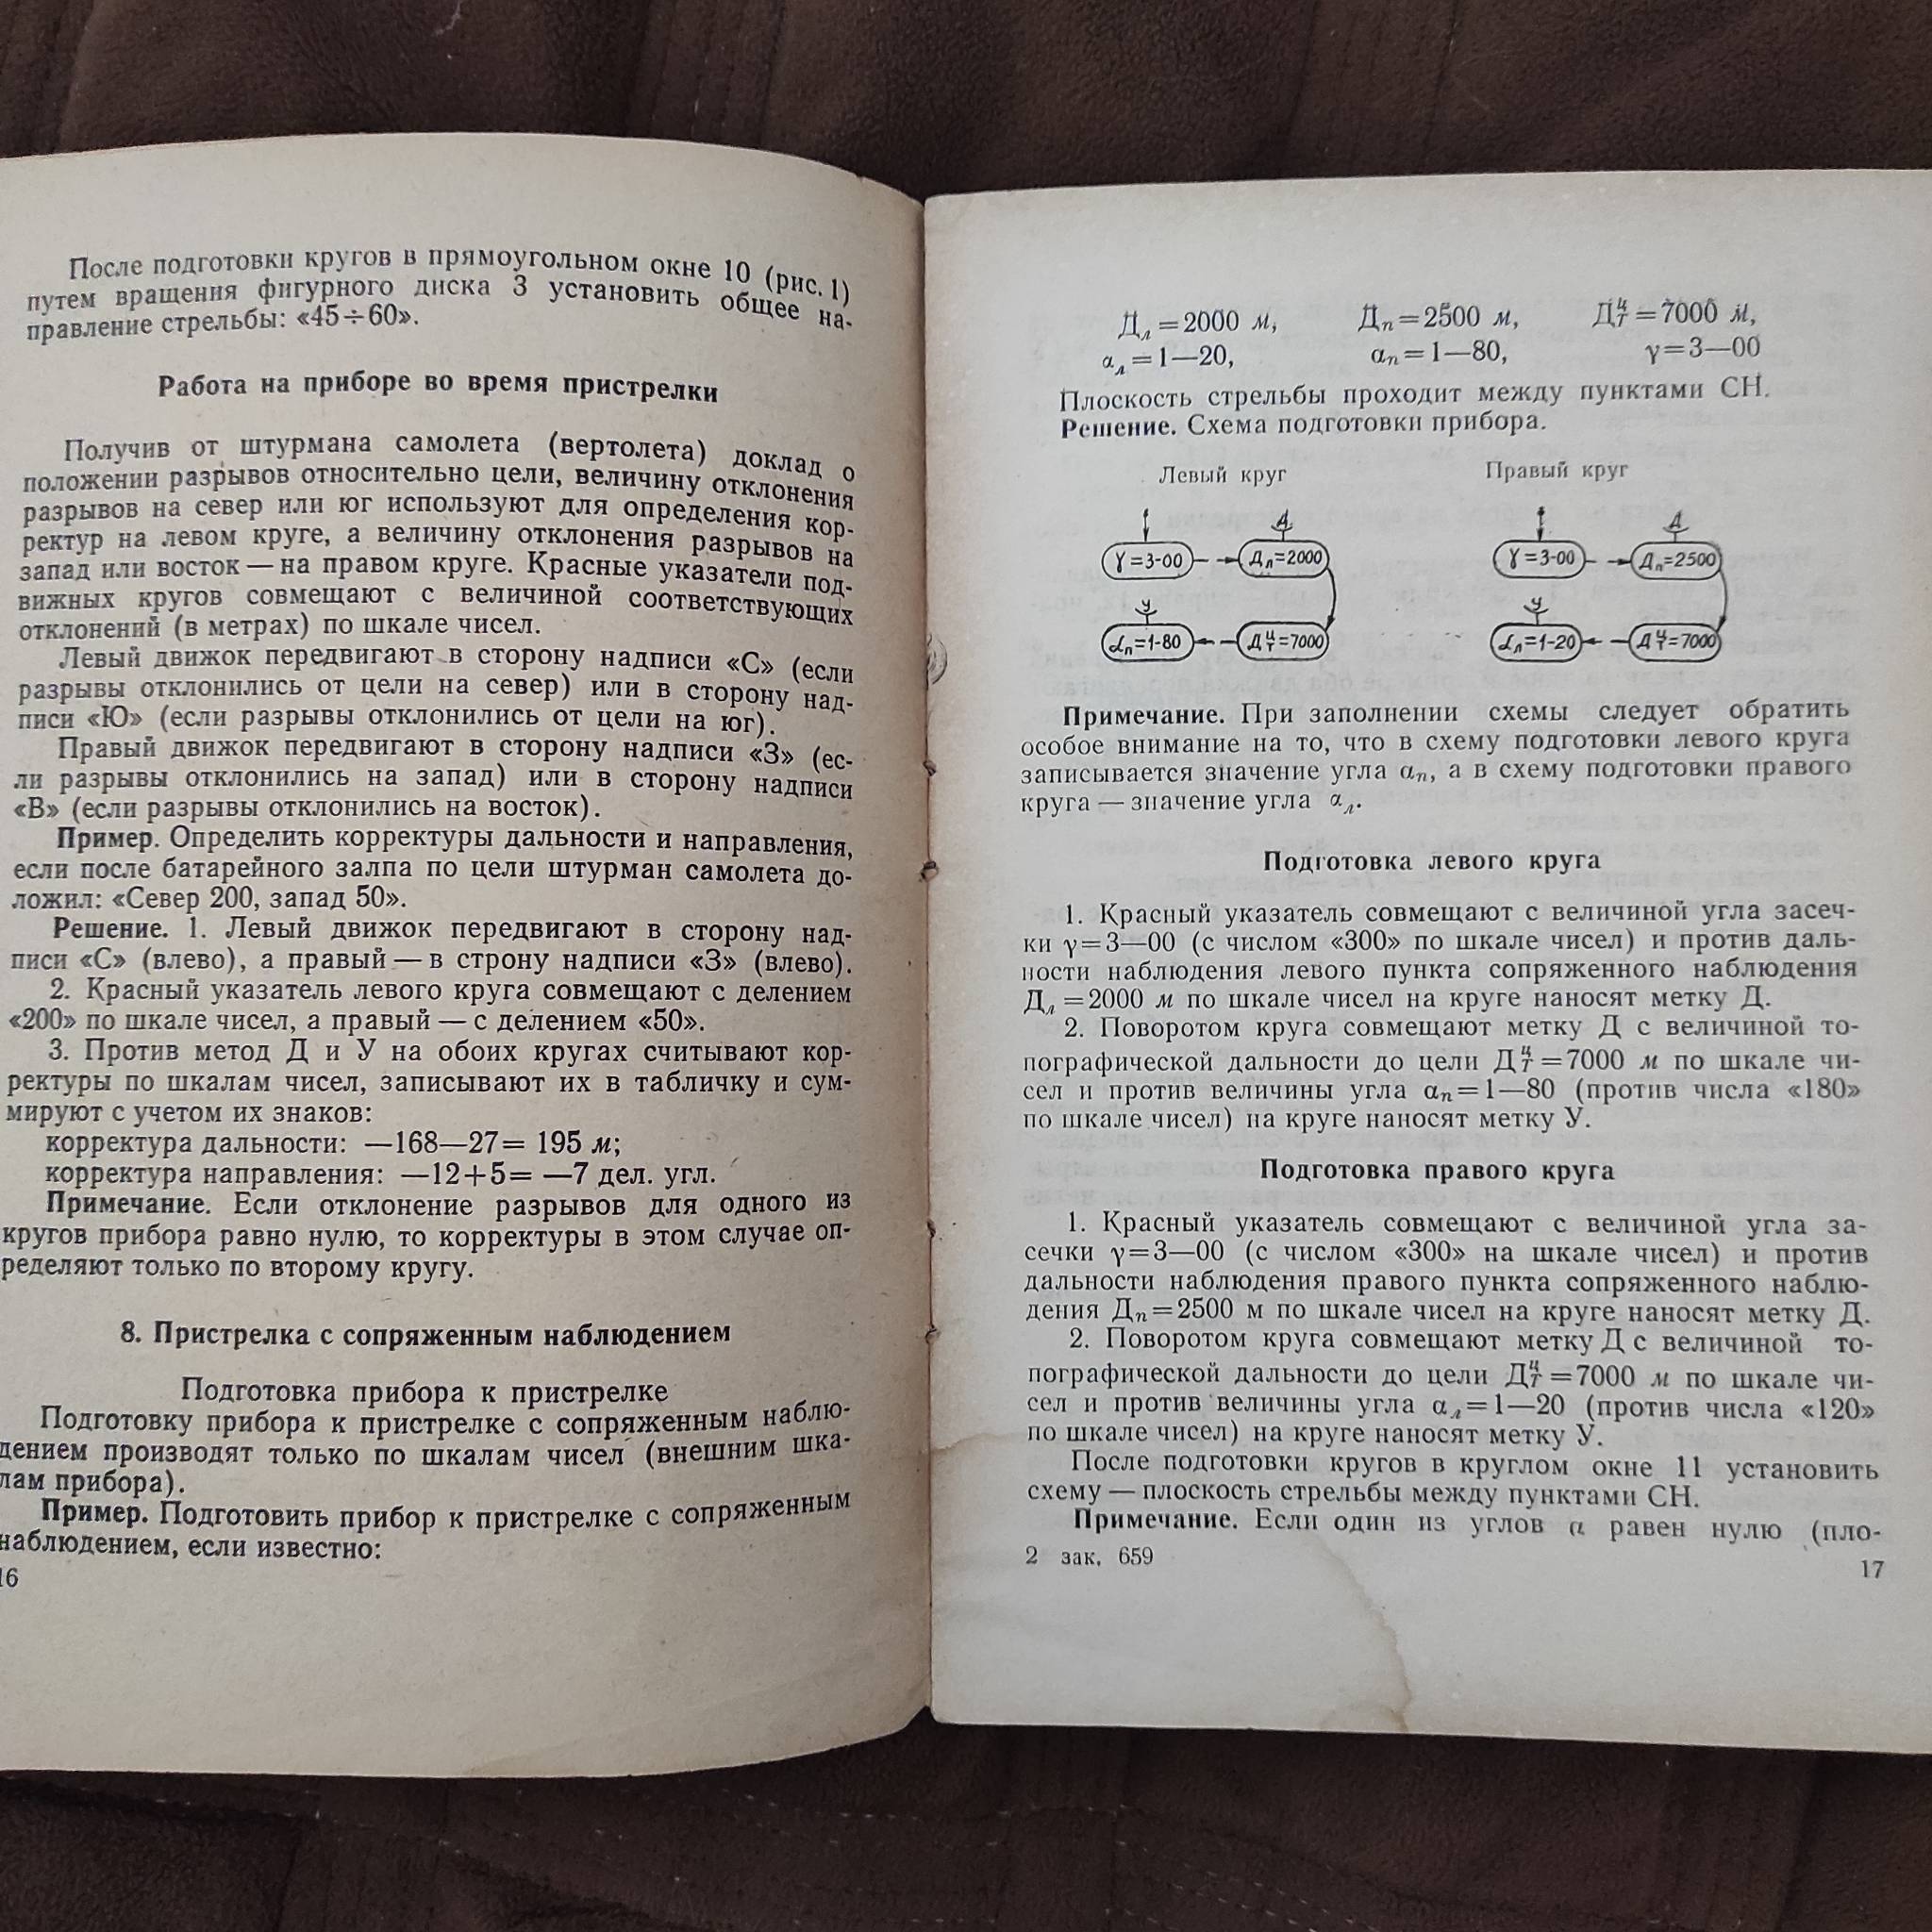 После подготовки кругов в прямоугольном окне 10 (рис. 1)
путем вращения фигурного диска 3 установить общее на-
правление стрельбы: «45÷60».
Работа на приборе во время пристрелки
Получив от штурмана самолета (вертолета) доклад о
положении разрывов относительно цели, величину отклонения
разрывов на север или юг используют для определения кор-
ректур на левом круге, а величину отклонения разрывов на
запад или восток — на правом круге. Красные указатели под-
вижных кругов совмещают с величиной соответствующих
отклонений (в метрах) по шкале чисел.
Левый движок передвигают в сторону надписи «С» (если
разрывы отклонились от цели на север) или в сторону над-
писи «Ю» (если разрывы отклонились от цели на юг).
Правый движок передвигают в сторону надписи «З» (ес-
ли разрывы отклонились на запад) или в сторону надписи
«В» (если разрывы отклонились на восток).
Пример. Определить корректуры дальности и направления,
если после батарейного залпа по цели штурман самолета до-
ложил: «Север 200, запад 50».
Решение. 1. Левый движок передвигают в сторону над-
писи «С» (влево), а правый — в строну надписи «З» (влево).
2. Красный указатель левого круга совмещают с делением
«200» по шкале чисел, а правый — с делением «50».
3. Против метод Д и У на обоих кругах считывают кор-
ректуры по шкалам чисел, записывают их в табличку и сум-
мируют с учетом их знаков:
корректура дальности: —168—27= 195 м;
корректура направления: —12+5= —7 дел. угл.
Примечание. Если отклонение разрывов для одного из
кругов прибора равно нулю, то корректуры в этом случае оп-
ределяют только по второму кругу.
8. Пристрелка с сопряженным наблюдением
Подготовка прибора к пристрелке
Подготовку прибора к пристрелке с сопряженным наблю-
дением производят только по шкалам чисел (внешним шка-
лам прибора).
Пример. Подготовить прибор к пристрелке с сопряженным
наблюдением, если известно:
16
Дл=2000 м, Дп=2500 м, Дцт=7000 м,
αл=1—20, αп=1—80, γ=3—00
Плоскость стрельбы проходит между пунктами СН.
Решение. Схема подготовки прибора.
Левый круг Правый круг
Д Д
γ=3-00 Дл=2000 γ=3-00 Дп=2500
У У
αп=1-80 Дцт=7000 αл=1-20 Дцт=7000
Примечание. При заполнении схемы следует обратить
особое внимание на то, что в схему подготовки левого круга
записывается значение угла αп, а в схему подготовки правого
круга — значение угла αл.
Подготовка левого круга
1. Красный указатель совмещают с величиной угла засеч-
ки γ=3—00 (с числом «300» по шкале чисел) и против даль-
ности наблюдения левого пункта сопряженного наблюдения
Дл=2000 м по шкале чисел на круге наносят метку Д.
2. Поворотом круга совмещают метку Д с величиной то-
пографической дальности до цели Дцт=7000 м по шкале чи-
сел и против величины угла αп=1—80 (против числа «180»
по шкале чисел) на круге наносят метку У.
Подготовка правого круга
1. Красный указатель совмещают с величиной угла за-
сечки γ=3—00 (с числом «300» на шкале чисел) и против
дальности наблюдения правого пункта сопряженного наблю-
дения Дп=2500 м по шкале чисел на круге наносят метку Д.
2. Поворотом круга совмещают метку Д с величиной то-
пографической дальности до цели Дцт=7000 м по шкале чи-
сел и против величины угла αл=1—20 (против числа «120»
по шкале чисел) на круге наносят метку У.
После подготовки кругов в круглом окне 11 установить
схему — плоскость стрельбы между пунктами СН.
Примечание. Если один из углов α равен нулю (пло-
2 зак, 659
17